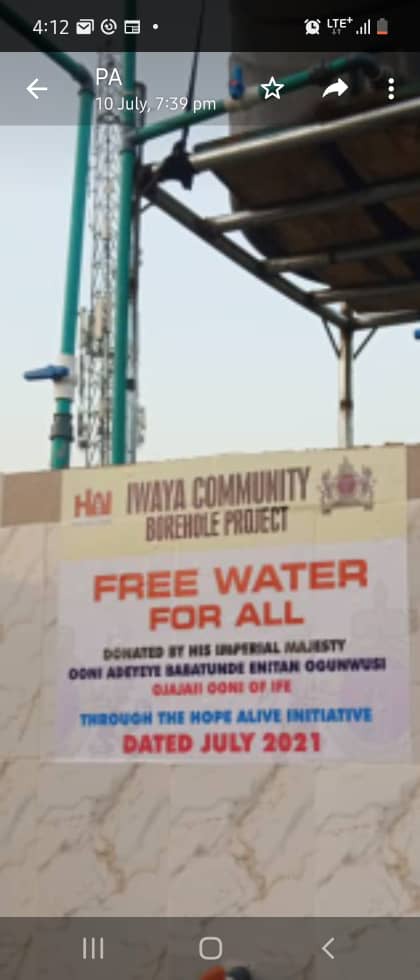 4:12
LTE+
PA
10 July, 7:39 pm
HAI
IWAYA COMMUNITY
BOREHOLE PROJECT
FREE WATER
FOR ALL
DONATED BY HIS IMPERIAL MAJESTY
OONI ADEYEYE BABATUNDE ENITAN OGUNWUSI
OJAJAII OONI OF IFE
THROUGH THE HOPE ALIVE INITIATIVE
DATED JULY 2021